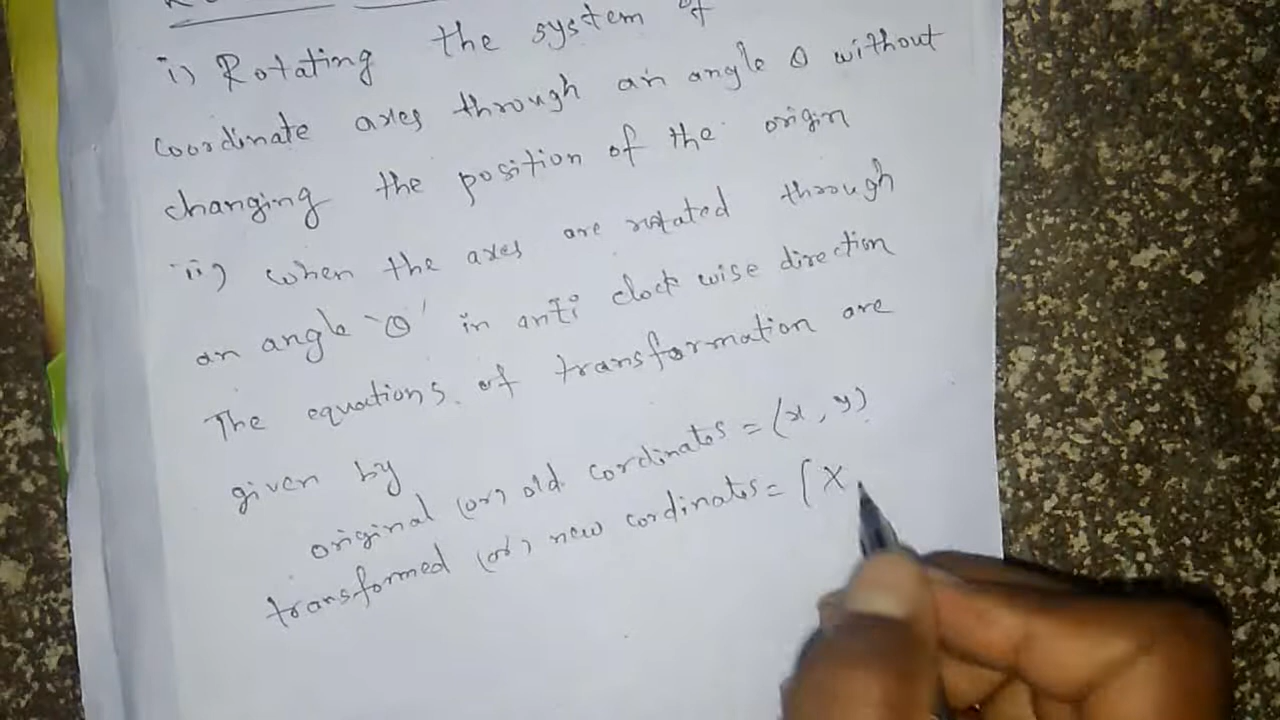 i) Rotating the system of
coordinate axes through an angle θ without
changing the position of the origin
ii) when the axes are rotated through
an angle 'θ' in anti clock wise direction
The equations of transformation are
given by
original (or) old cordinates = (x, y)
transformed (or) new cordinates = (X